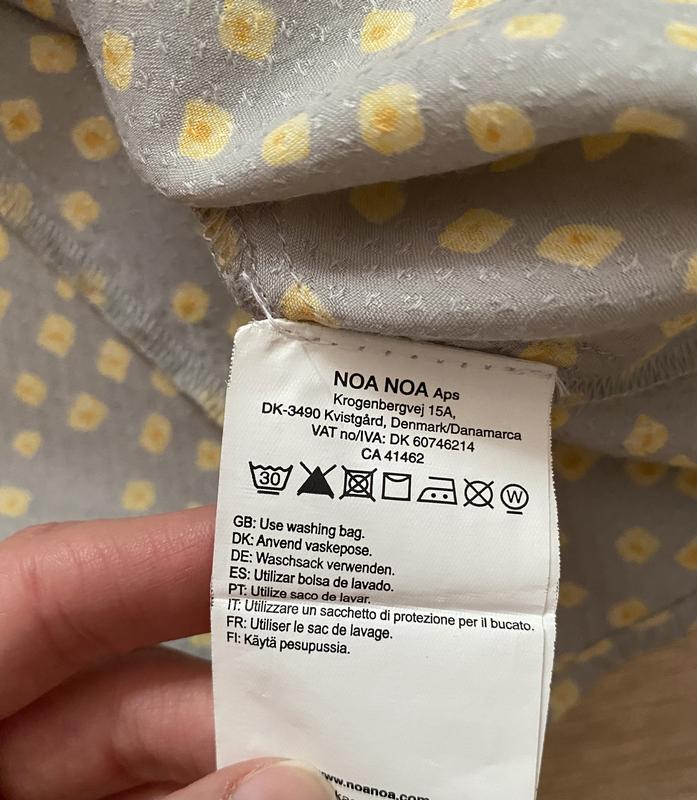 NOA NOA Aps
Krogenbergvej 15A,
DK-3490 Kvistgård, Denmark/Danamarca
VAT no/IVA: DK 60746214
CA 41462
30 W
GB: Use washing bag.
DK: Anvend vaskepose.
DE: Waschsack verwenden.
ES: Utilizar bolsa de lavado.
PT: Utilize saco de lavar.
IT: Utilizzare un sacchetto di protezione per il bucato.
FR: Utiliser le sac de lavage.
FI: Käytä pesupussia.
www.noanoa.com